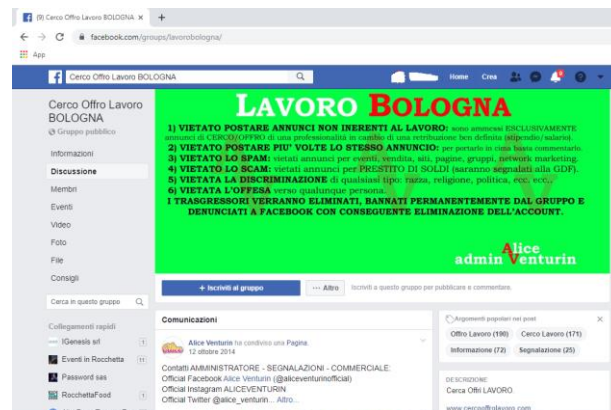 (9) Cerco Offro Lavoro BOLOGNA
facebook.com/groups/lavorobologna/
App
Cerco Offro Lavoro BOLOGNA
Home Crea
Cerco Offro Lavoro
BOLOGNA
Gruppo pubblico
Informazioni
Discussione
Membri
Eventi
Video
Foto
File
Consigli
Cerca in questo gruppo
Collegamenti rapidi
IGenesis srl 1
Eventi in Rocchetta 11
Password sas
RocchettaFood 1
LAVORO BOLOGNA
1) VIETATO POSTARE ANNUNCI NON INERENTI AL LAVORO: sono ammessi ESCLUSIVAMENTE
annunci di CERCO/OFFRO di una professionalità in cambio di una retribuzione ben definita (stipendio/salario).
2) VIETATO POSTARE PIU' VOLTE LO STESSO ANNUNCIO: per portarlo in cima basta commentarlo.
3) VIETATO LO SPAM: vietati annunci per eventi, vendita, siti, pagine, gruppi, network marketing.
4) VIETATO LO SCAM: vietati annunci per PRESTITO DI SOLDI (saranno segnalati alla GDF).
5) VIETATA LA DISCRIMINAZIONE di qualsiasi tipo: razza, religione, politica, ecc. ecc..
6) VIETATA L'OFFESA verso qualunque persona.
I TRASGRESSORI VERRANNO ELIMINATI, BANNATI PERMANENTEMENTE DAL GRUPPO E
DENUNCIATI A FACEBOOK CON CONSEGUENTE ELIMINAZIONE DELL'ACCOUNT.
Alice
admin Venturin
+ Iscriviti al gruppo
··· Altro
Iscriviti a questo gruppo per pubblicare e commentare.
Comunicazioni
Alice Venturin ha condiviso una Pagina.
12 ottobre 2014
Contatti AMMINISTRATORE - SEGNALAZIONI - COMMERCIALE:
Official Facebook Alice Venturin (@aliceventurinofficial)
Official Instagram ALICEVENTURIN
Official Twitter @alice_venturin... Altro...
Argomenti popolari nei post
Offro Lavoro (190) Cerco Lavoro (171)
Informazione (72) Segnalazione (25)
DESCRIZIONE
Cerca Offri LAVORO.
www.cercooffrolavoro.com